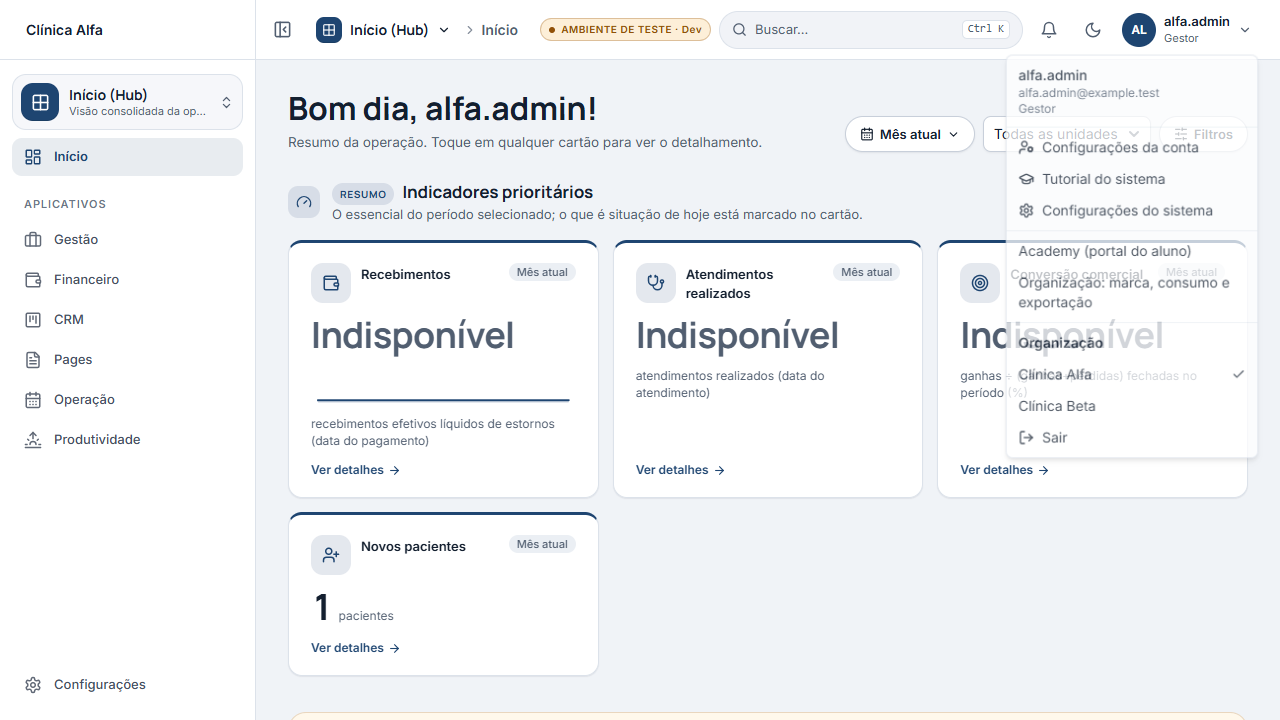 Clínica Alfa
Início (Hub)
Início
AMBIENTE DE TESTE · Dev
Buscar...
Ctrl K
AL
alfa.admin
Gestor
Início (Hub)
Visão consolidada da op...
Início
APLICATIVOS
Gestão
Financeiro
CRM
Pages
Operação
Produtividade
Configurações
Bom dia, alfa.admin!
Resumo da operação. Toque em qualquer cartão para ver o detalhamento.
Mês atual
Todas as unidades
Filtros
RESUMO
Indicadores prioritários
O essencial do período selecionado; o que é situação de hoje está marcado no cartão.
Recebimentos
Mês atual
Indisponível
recebimentos efetivos líquidos de estornos
(data do pagamento)
Ver detalhes
Atendimentos
realizados
Mês atual
Indisponível
atendimentos realizados (data do
atendimento)
Ver detalhes
Conversão comercial
Mês atual
Indisponível
ganhas ÷ fechadas no
período (%)
Ver detalhes
Novos pacientes
Mês atual
1 pacientes
Ver detalhes
alfa.admin
alfa.admin@example.test
Gestor
Configurações da conta
Tutorial do sistema
Configurações do sistema
Academy (portal do aluno)
Organização: marca, consumo e
exportação
Organização
Clínica Alfa
Clínica Beta
Sair